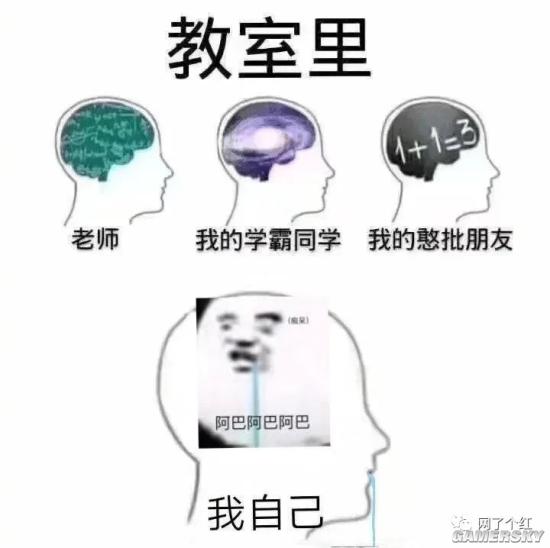 教室里
1+1=3
老师
我的学霸同学
我的憨批朋友
(痴呆)
阿巴阿巴阿巴
我自己
网了个红
GAMERSKY